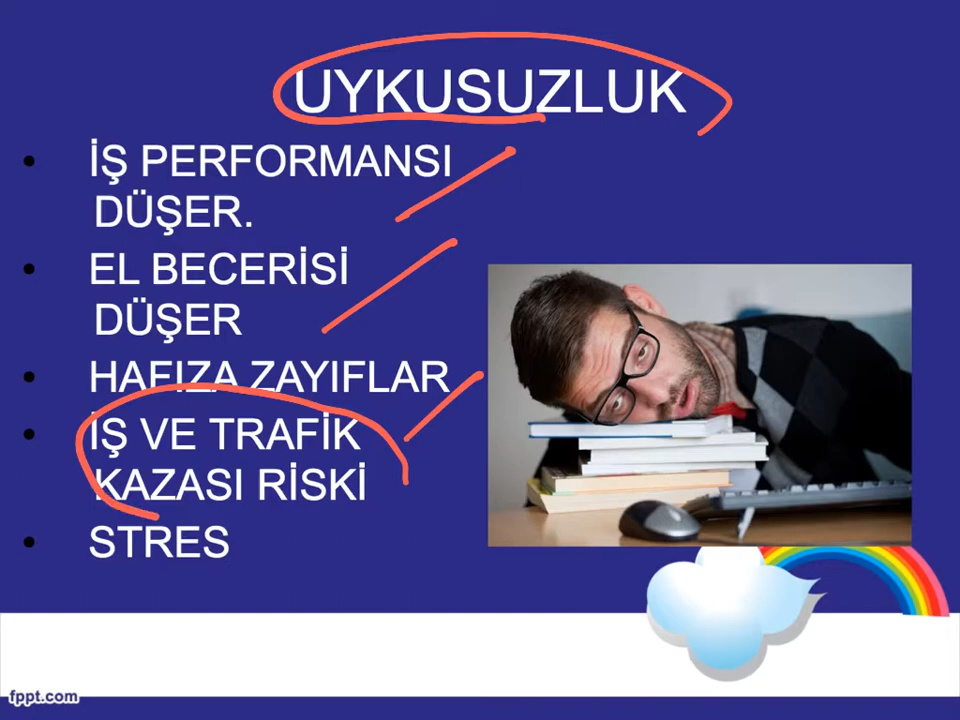 UYKUSUZLUK
• İŞ PERFORMANSI
DÜŞER.
• EL BECERİSİ
DÜŞER
• HAFIZA ZAYIFLAR
• İŞ VE TRAFİK
KAZASI RİSKİ
• STRES
fppt.com